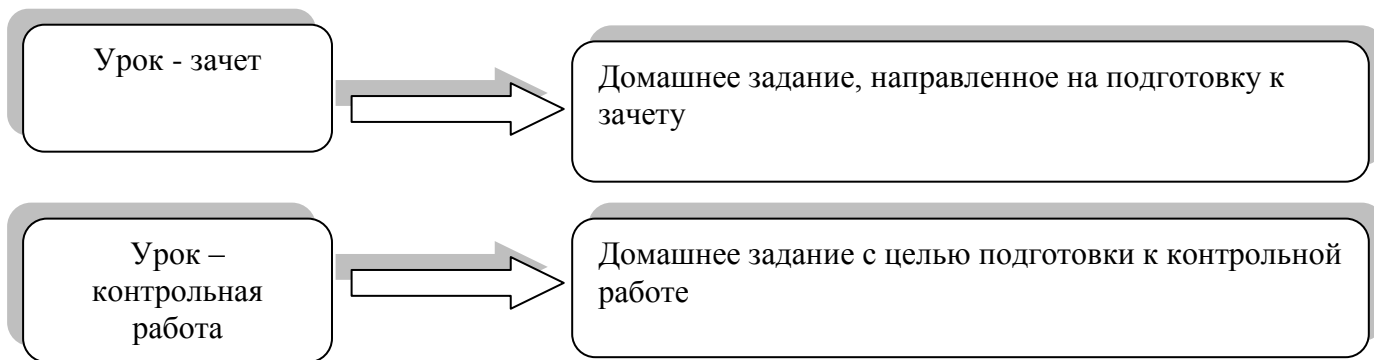 Урок - зачет
Домашнее задание, направленное на подготовку к
зачету
Урок –
контрольная
работа
Домашнее задание с целью подготовки к контрольной
работе